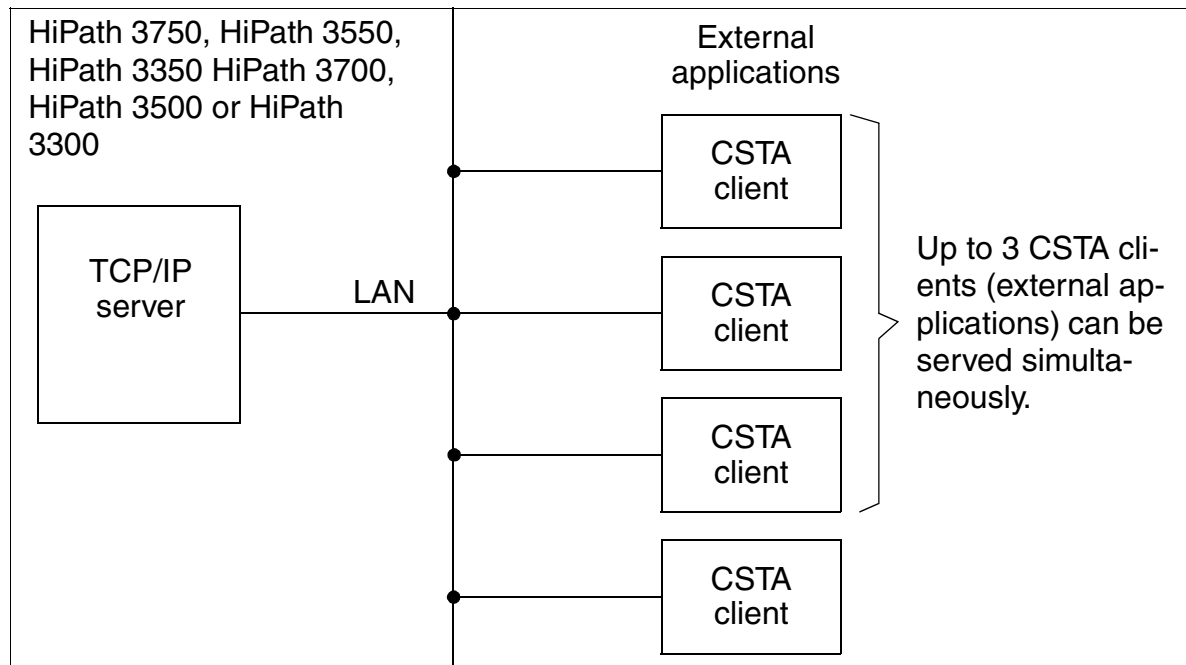 HiPath 3750, HiPath 3550,
HiPath 3350 HiPath 3700,
HiPath 3500 or HiPath
3300
External
applications
CSTA
client
TCP/IP
server
LAN
CSTA
client
Up to 3 CSTA cli-
ents (external ap-
plications) can be
served simulta-
neously.
CSTA
client
CSTA
client